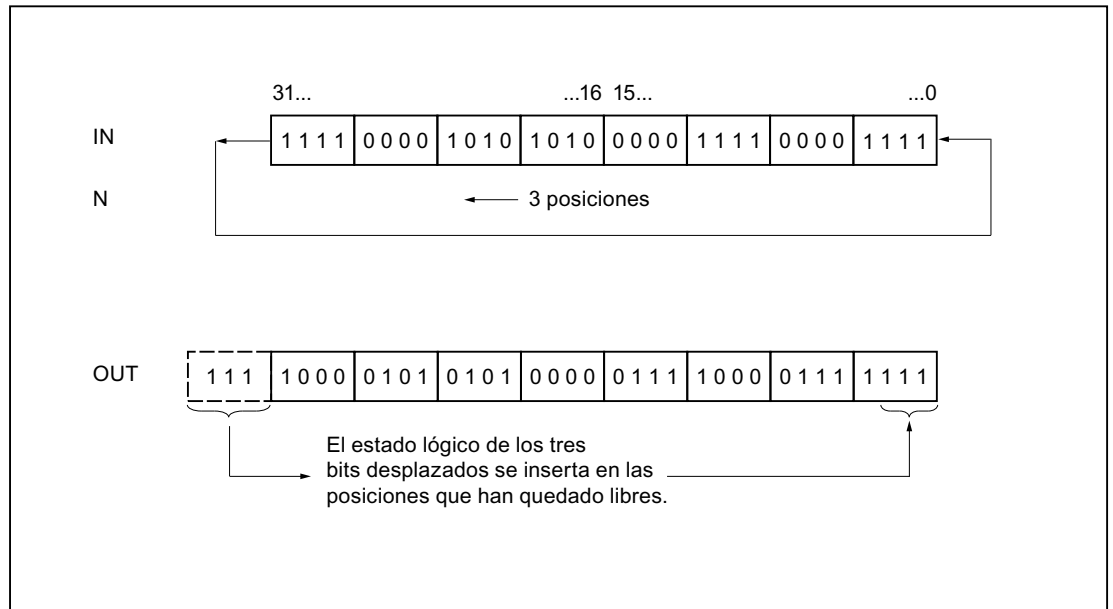 31... ...16 15... ...0
IN 1111 0000 1010 1010 0000 1111 0000 1111
N 3 posiciones
OUT 111 1000 0101 0101 0000 0111 1000 0111 1111
El estado lógico de los tres
bits desplazados se inserta en las
posiciones que han quedado libres.